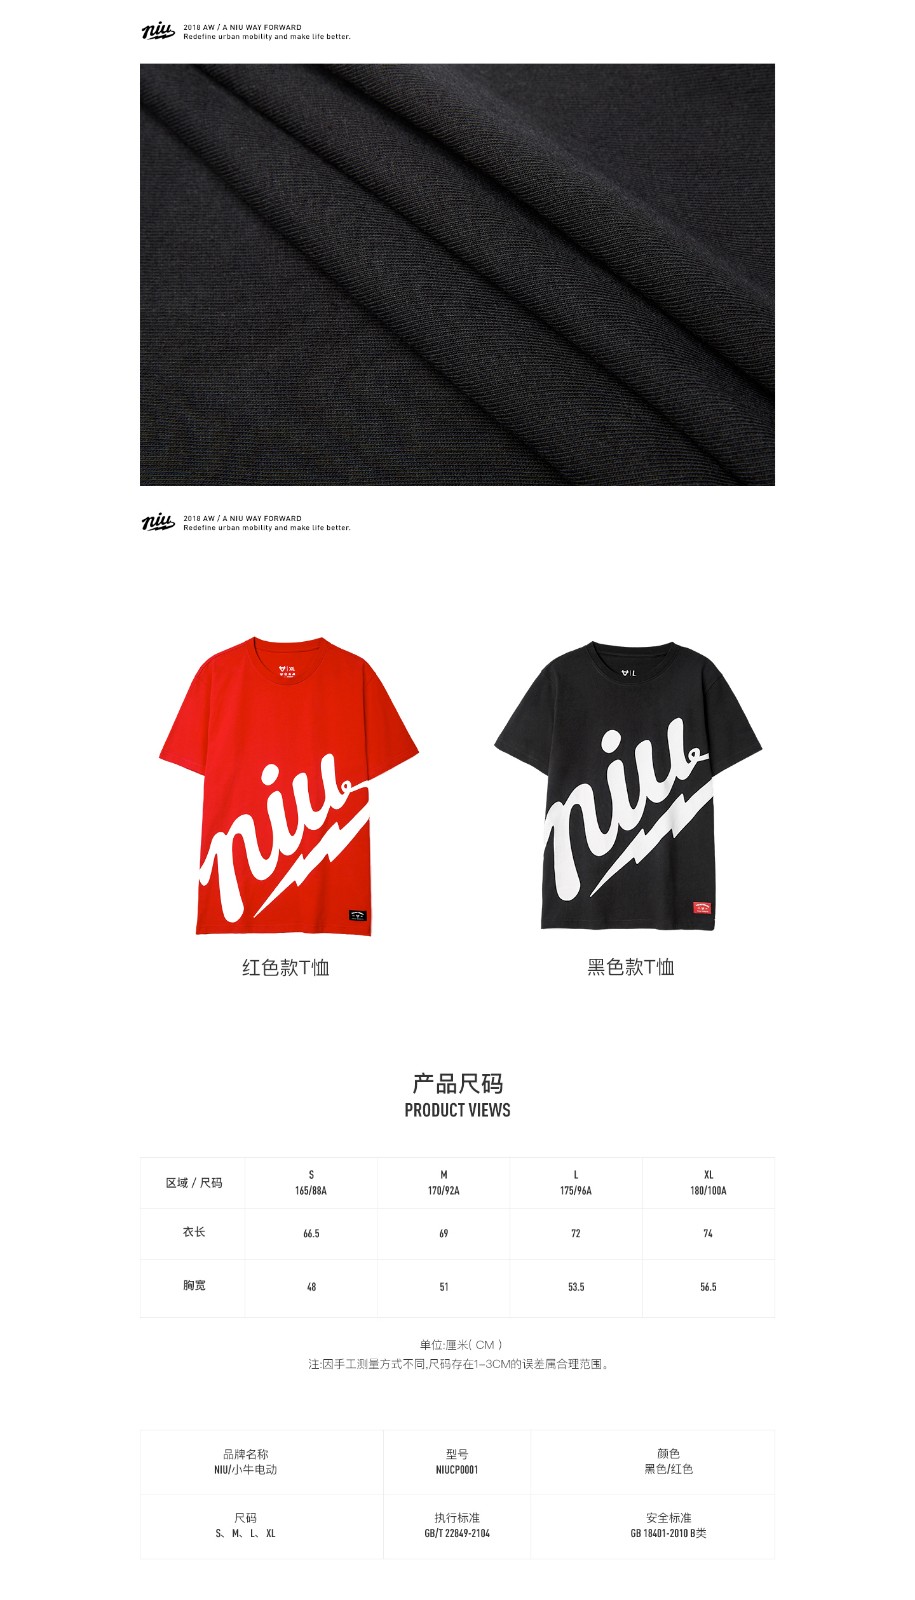 niu
2018 AW / A NIU WAY FORWARD
Redefine urban mobility and make life better.
niu
2018 AW / A NIU WAY FORWARD
Redefine urban mobility and make life better.
XL
L
niu
niu
红色款T恤
黑色款T恤
产品尺码
PRODUCT VIEWS
区域 / 尺码
S
165/88A
M
170/92A
L
175/96A
XL
180/100A
衣长
66.5
69
72
74
胸宽
48
51
53.5
56.5
单位:厘米( CM )
注:因手工测量方式不同,尺码存在1-3CM的误差属合理范围。
品牌名称
NIU/小牛电动
型号
NIUCP0001
颜色
黑色/红色
尺码
S、M、L、XL
执行标准
GB/T 22849-2104
安全标准
GB 18401-2010 B类